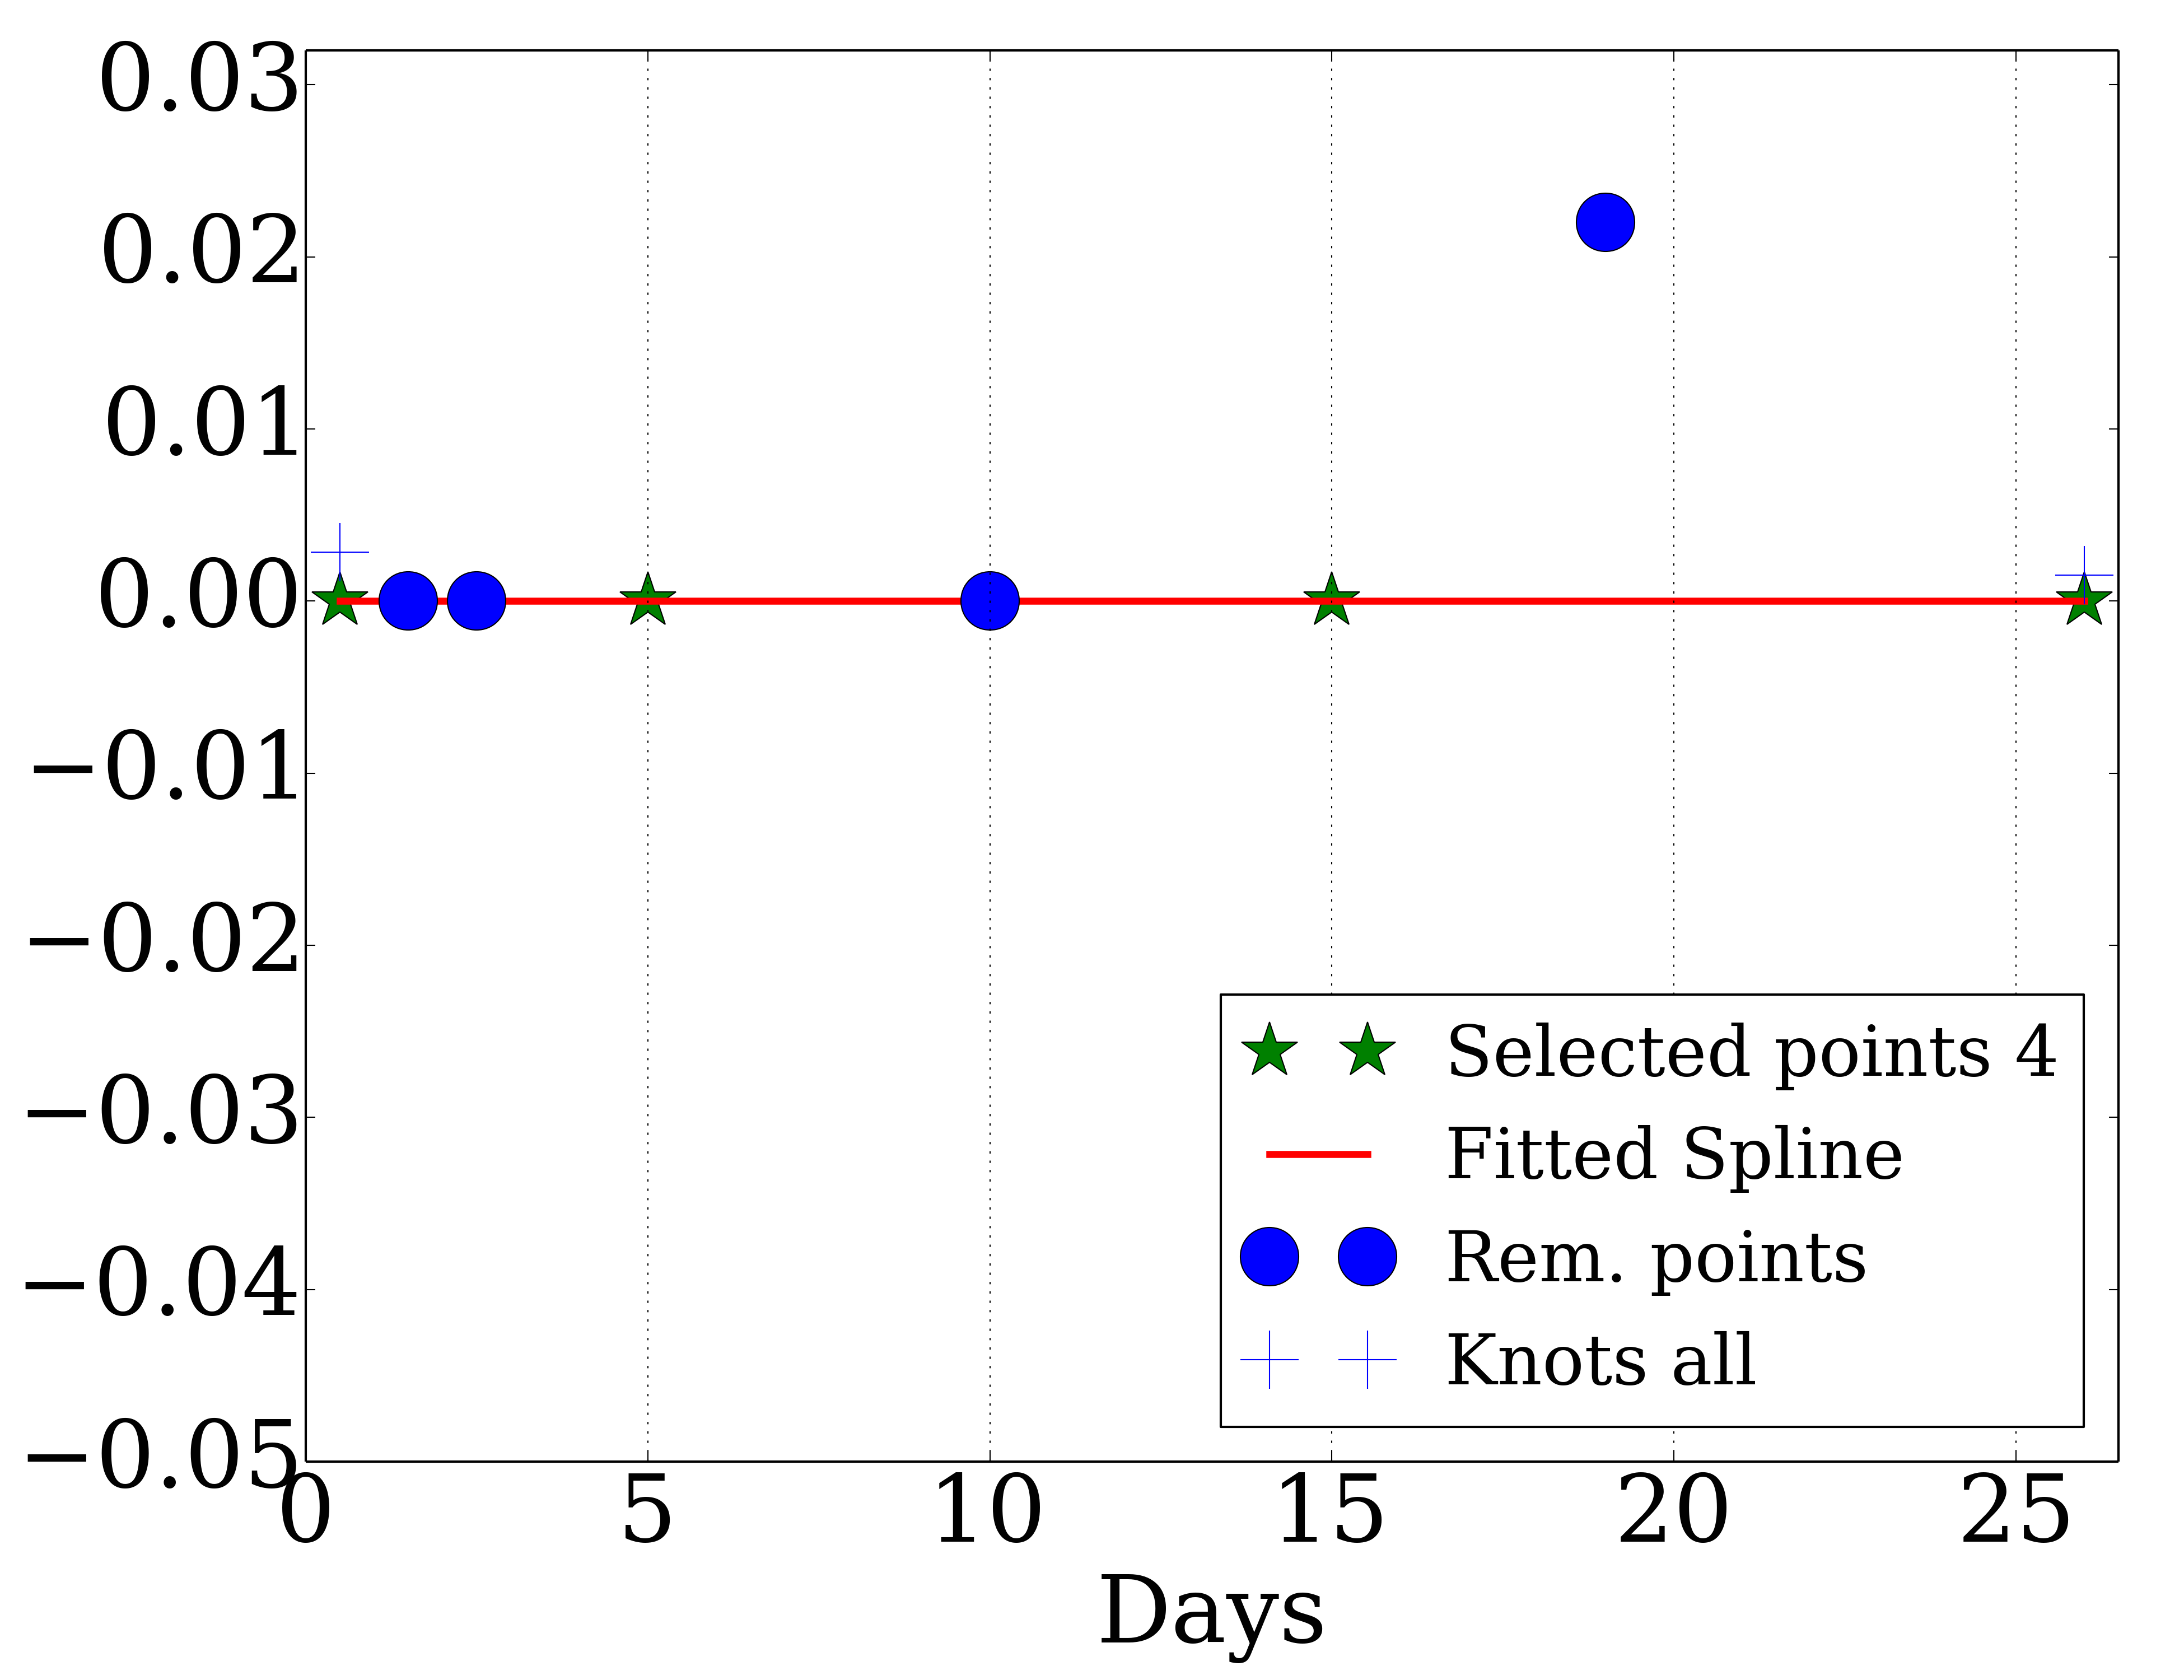 0.03
0.02
0.01
0.00
−0.01
−0.02
−0.03
−0.04
−0.05
0 5 10 15 20 25
Days
Selected points 4
Fitted Spline
Rem. points
Knots all